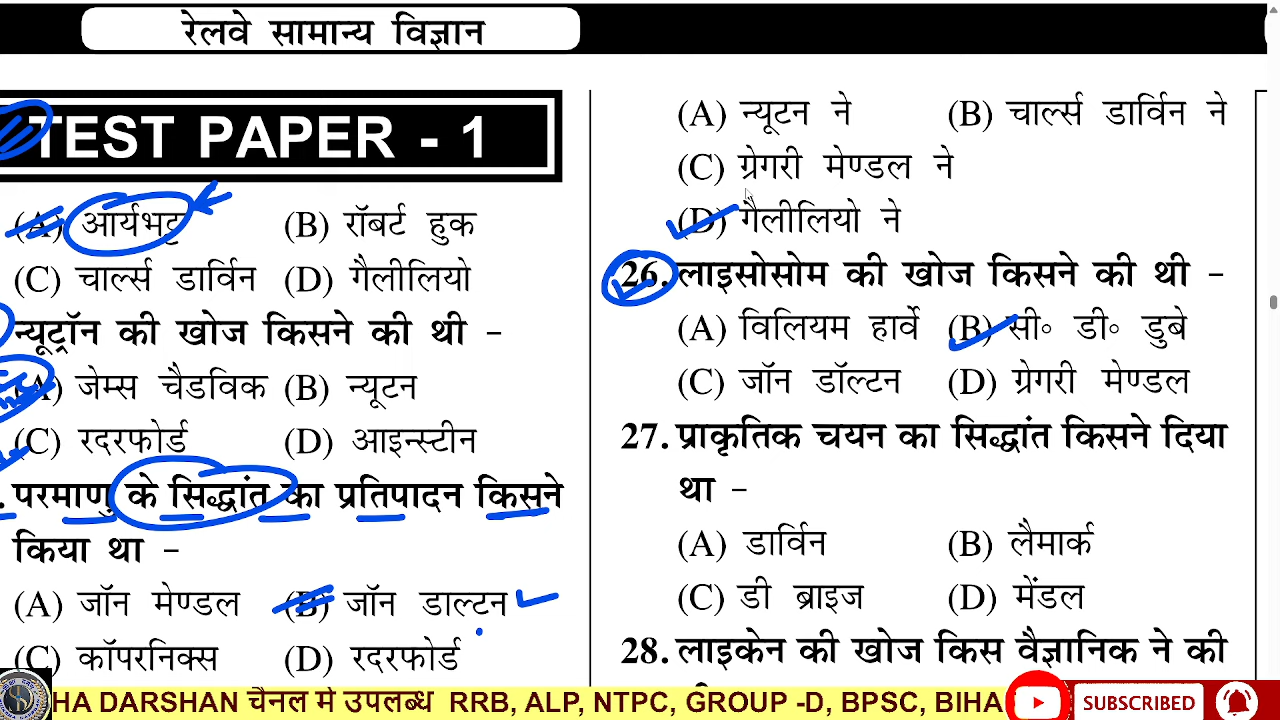 रेलवे सामान्य विज्ञान
TEST PAPER - 1
(A) आर्यभट्ट (B) रॉबर्ट हुक
(C) चार्ल्स डार्विन (D) गैलीलियो
न्यूट्रॉन की खोज किसने की थी -
(A) जेम्स चैडविक (B) न्यूटन
(C) रदरफोर्ड (D) आइन्स्टीन
. परमाणु के सिद्धांत का प्रतिपादन किसने
किया था -
(A) जॉन मेण्डल (B) जॉन डाल्टन
(C) कॉपरनिक्स (D) रदरफोर्ड
(A) न्यूटन ने (B) चार्ल्स डार्विन ने
(C) ग्रेगरी मेण्डल ने
(D) गैलीलियो ने
26. लाइसोसोम की खोज किसने की थी -
(A) विलियम हार्वे (B) सी॰ डी॰ डुबे
(C) जॉन डॉल्टन (D) ग्रेगरी मेण्डल
27. प्राकृतिक चयन का सिद्धांत किसने दिया
था -
(A) डार्विन (B) लैमार्क
(C) डी ब्राइज (D) मेंडल
28. लाइकेन की खोज किस वैज्ञानिक ने की
HA DARSHAN चैनल में उपलब्ध RRB, ALP, NTPC, GROUP -D, BPSC, BIHA
SUBSCRIBED